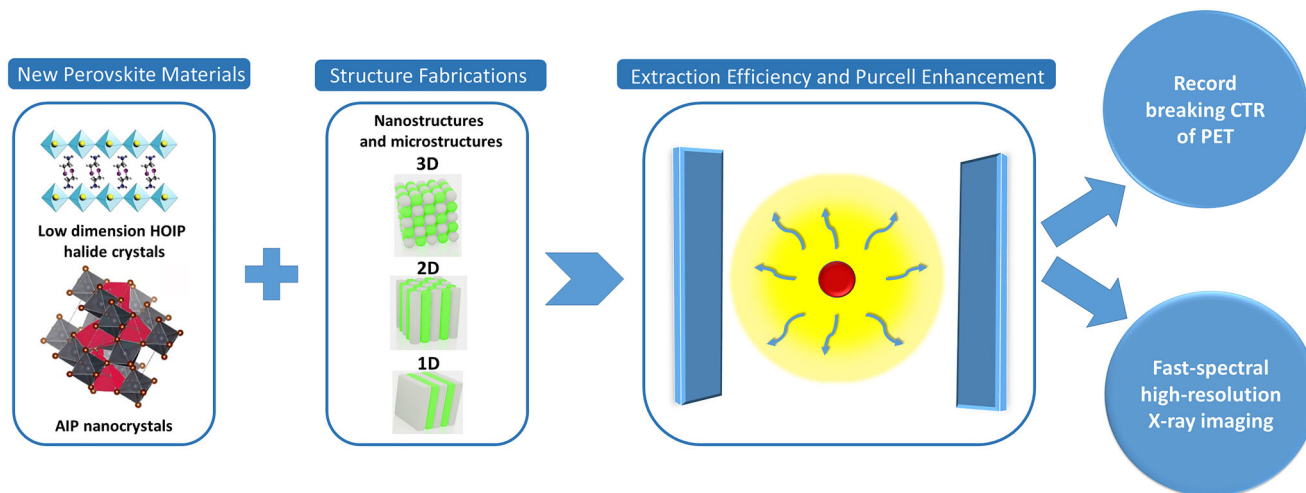 New Perovskite Materials
Low dimension HOIP
halide crystals
AIP nanocrystals
Structure Fabrications
Nanostructures
and microstructures
3D
2D
1D
Extraction Efficiency and Purcell Enhancement
Record
breaking CTR
of PET
Fast-spectral
high-resolution
X-ray imaging